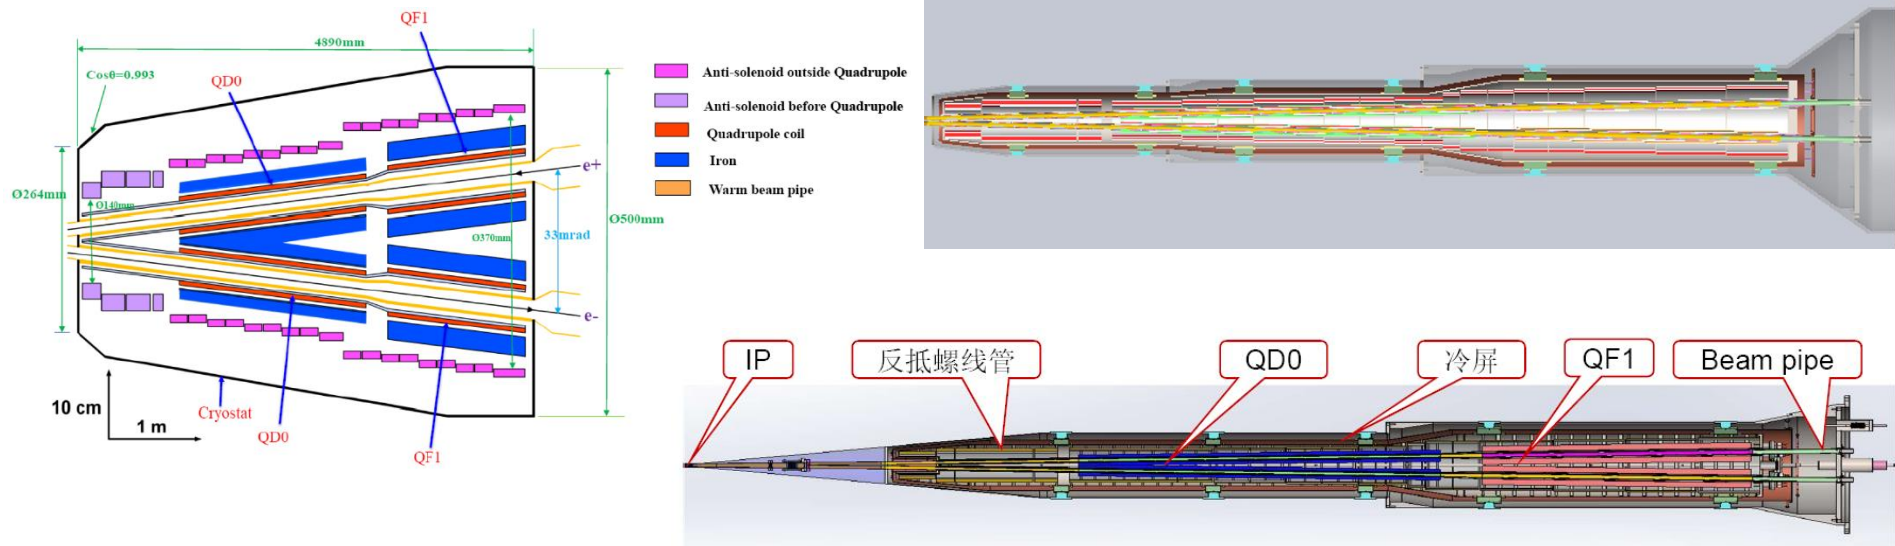 QF1
4890mm
Cosθ=0.993
QD0
Anti-solenoid outside Quadrupole
Anti-solenoid before Quadrupole
Quadrupole coil
Iron
Warm beam pipe
e+
Ø264mm
Ø140mm
Ø500mm
33mrad
Ø370mm
e-
10 cm
1 m
Cryostat
QD0
QF1
IP
反抵螺线管
QD0
冷屏
QF1
Beam pipe